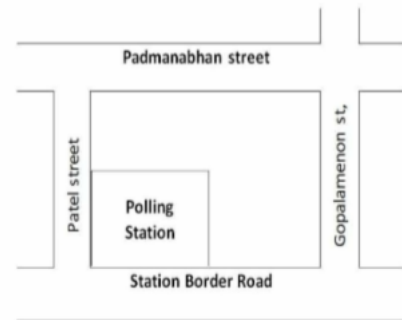 Padmanabhan street
Patel street
Gopalamenon st,
Polling
Station
Station Border Road